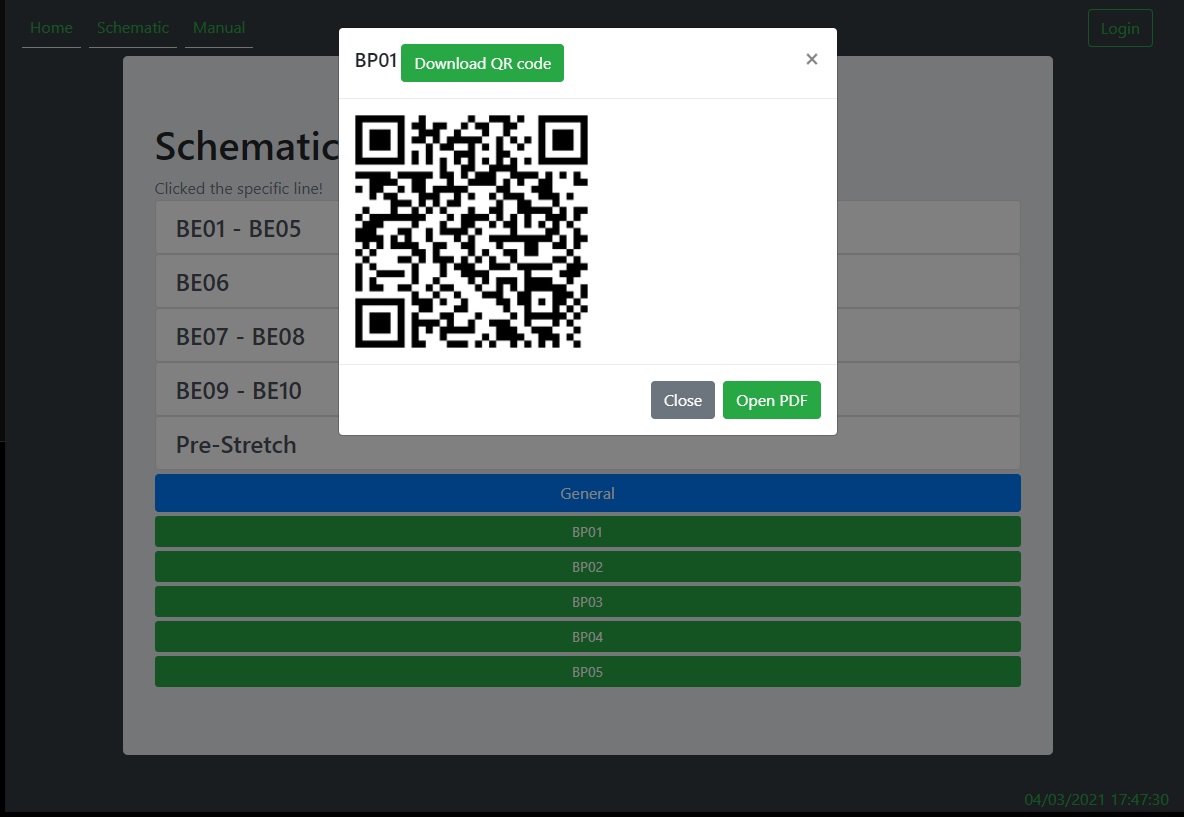 Home Schematic Manual Login
BP01 Download QR code ×
Schematic
Clicked the specific line!
BE01 - BE05
BE06
BE07 - BE08
BE09 - BE10
Close Open PDF
Pre-Stretch
General
BP01
BP02
BP03
BP04
BP05
04/03/2021 17:47:30